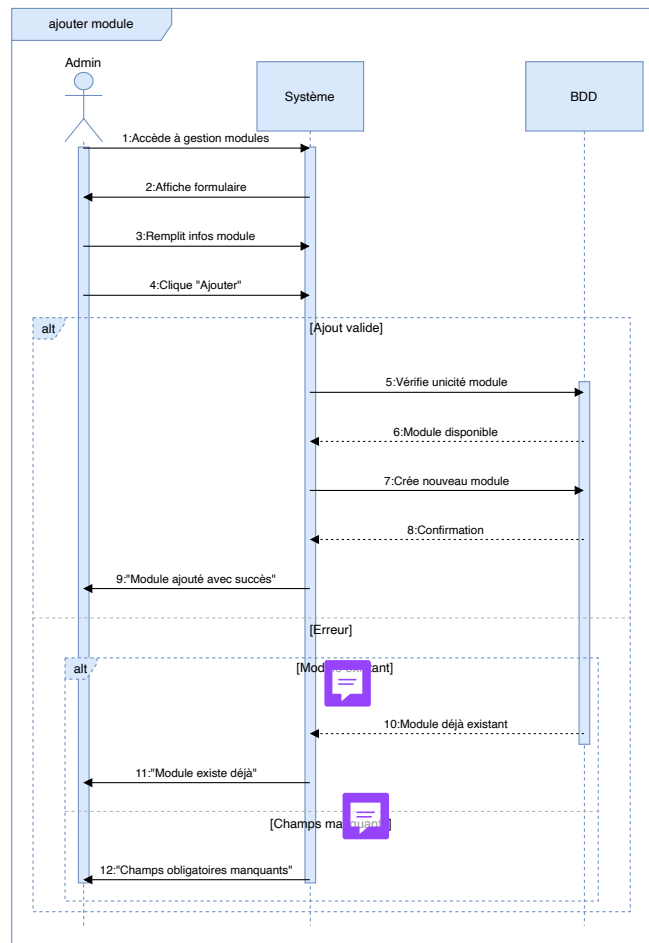 ajouter module
Admin
Système
BDD
1:Accède à gestion modules
2:Affiche formulaire
3:Remplit infos module
4:Clique "Ajouter"
alt
[Ajout valide]
5:Vérifie unicité module
6:Module disponible
7:Crée nouveau module
8:Confirmation
9:"Module ajouté avec succès"
[Erreur]
alt
10:Module déjà existant
11:"Module existe déjà"
[Champs
12:"Champs obligatoires manquants"